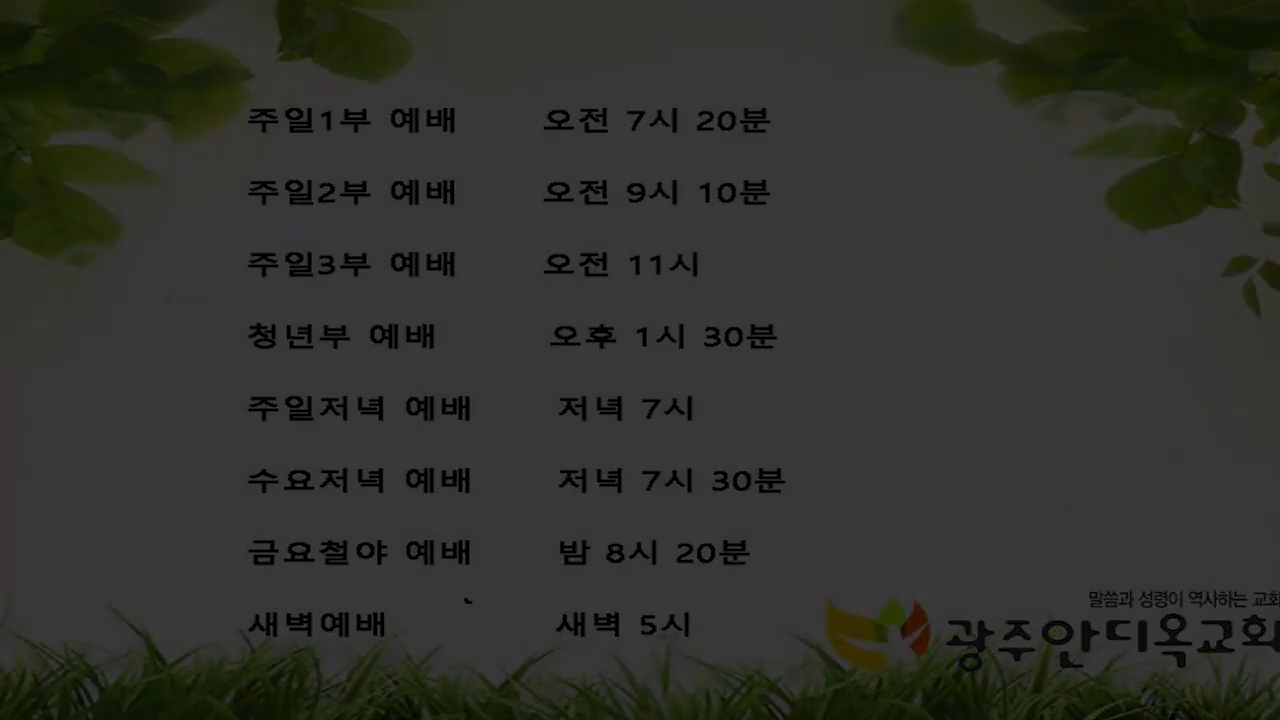 주일1부 예배 오전 7시 20분
주일2부 예배 오전 9시 10분
주일3부 예배 오전 11시
청년부 예배 오후 1시 30분
주일저녁 예배 저녁 7시
수요저녁 예배 저녁 7시 30분
금요철야 예배 밤 8시 20분
새벽예배 새벽 5시
말씀과 성령이 역사하는 교회
광주안디옥교회